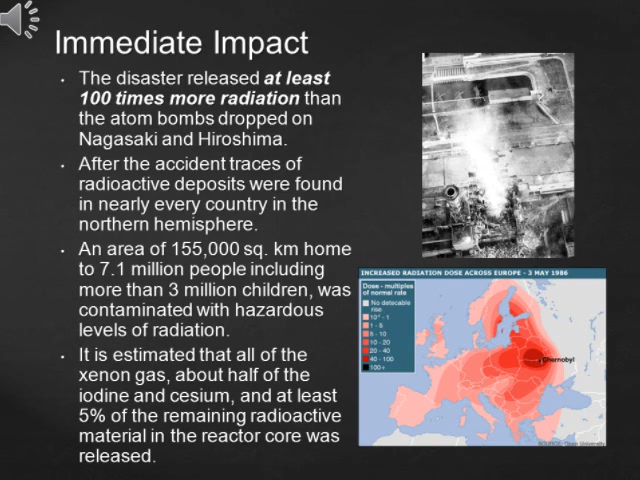 Immediate Impact
• The disaster released at least
100 times more radiation than
the atom bombs dropped on
Nagasaki and Hiroshima.
• After the accident traces of
radioactive deposits were found
in nearly every country in the
northern hemisphere.
• An area of 155,000 sq. km home
to 7.1 million people including
more than 3 million children, was
contaminated with hazardous
levels of radiation.
• It is estimated that all of the
xenon gas, about half of the
iodine and cesium, and at least
5% of the remaining radioactive
material in the reactor core was
released.
INCREASED RADIATION DOSE ACROSS EUROPE - 3 MAY 1986
Dose - multiples
of normal rate
No detecable
rise
1 - 5
5 - 10
10 - 20
20 - 40
40 - 100
100+
Chernobyl
SOURCE: Open University